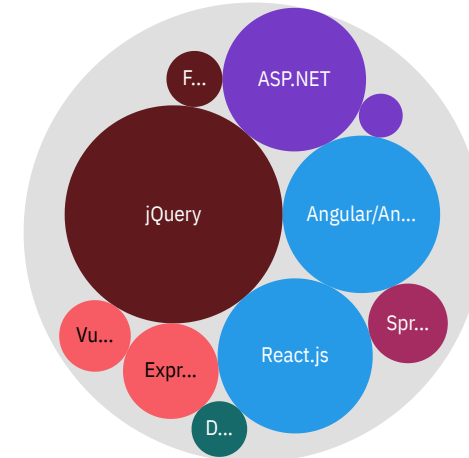 F...
ASP.NET
jQuery
Angular/An...
Vu...
Expr...
React.js
Spr...
D...